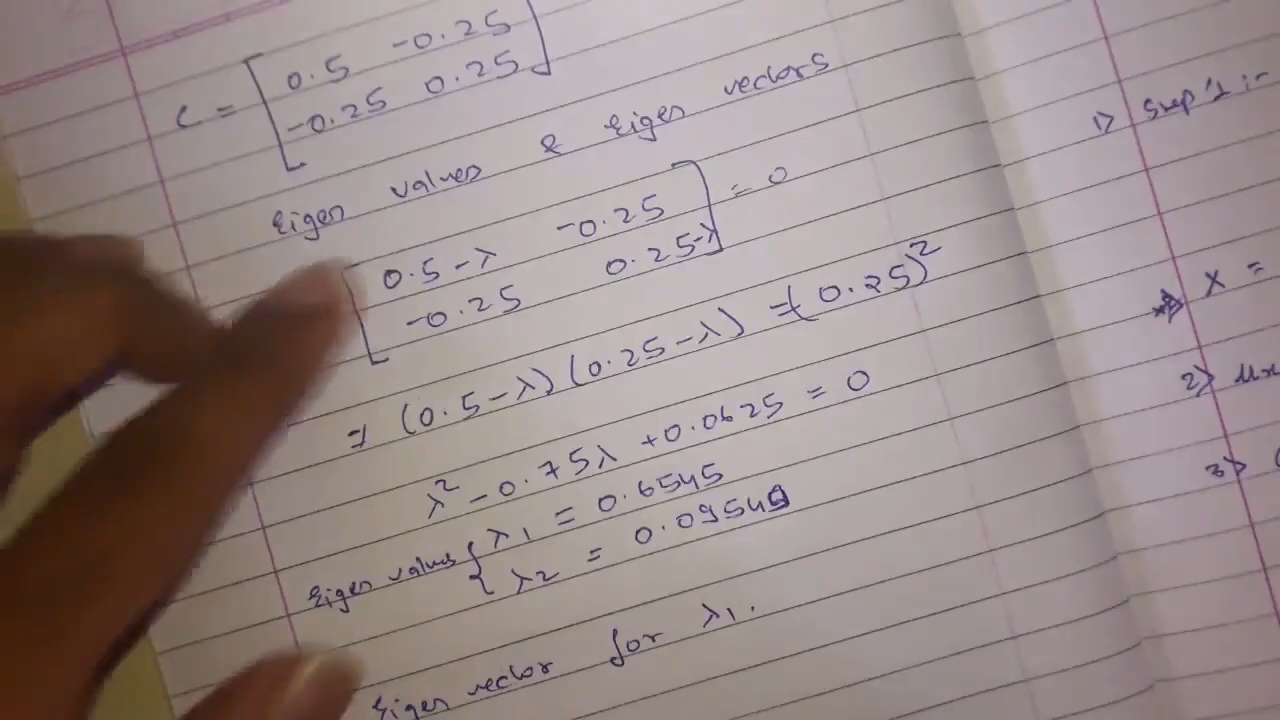 C = [ 0.5 -0.25
-0.25 0.25 ]
Eigen values & Eigen vectors
[ 0.5-λ -0.25
-0.25 0.25-λ ] = 0
⇒ (0.5-λ)(0.25-λ) -(0.25)²
λ² - 0.75λ + 0.0625 = 0
Eigen values { λ1 = 0.6545
λ2 = 0.09549
Eigen vector for λ1.
1) Step 1 :-
X =
2)
3)